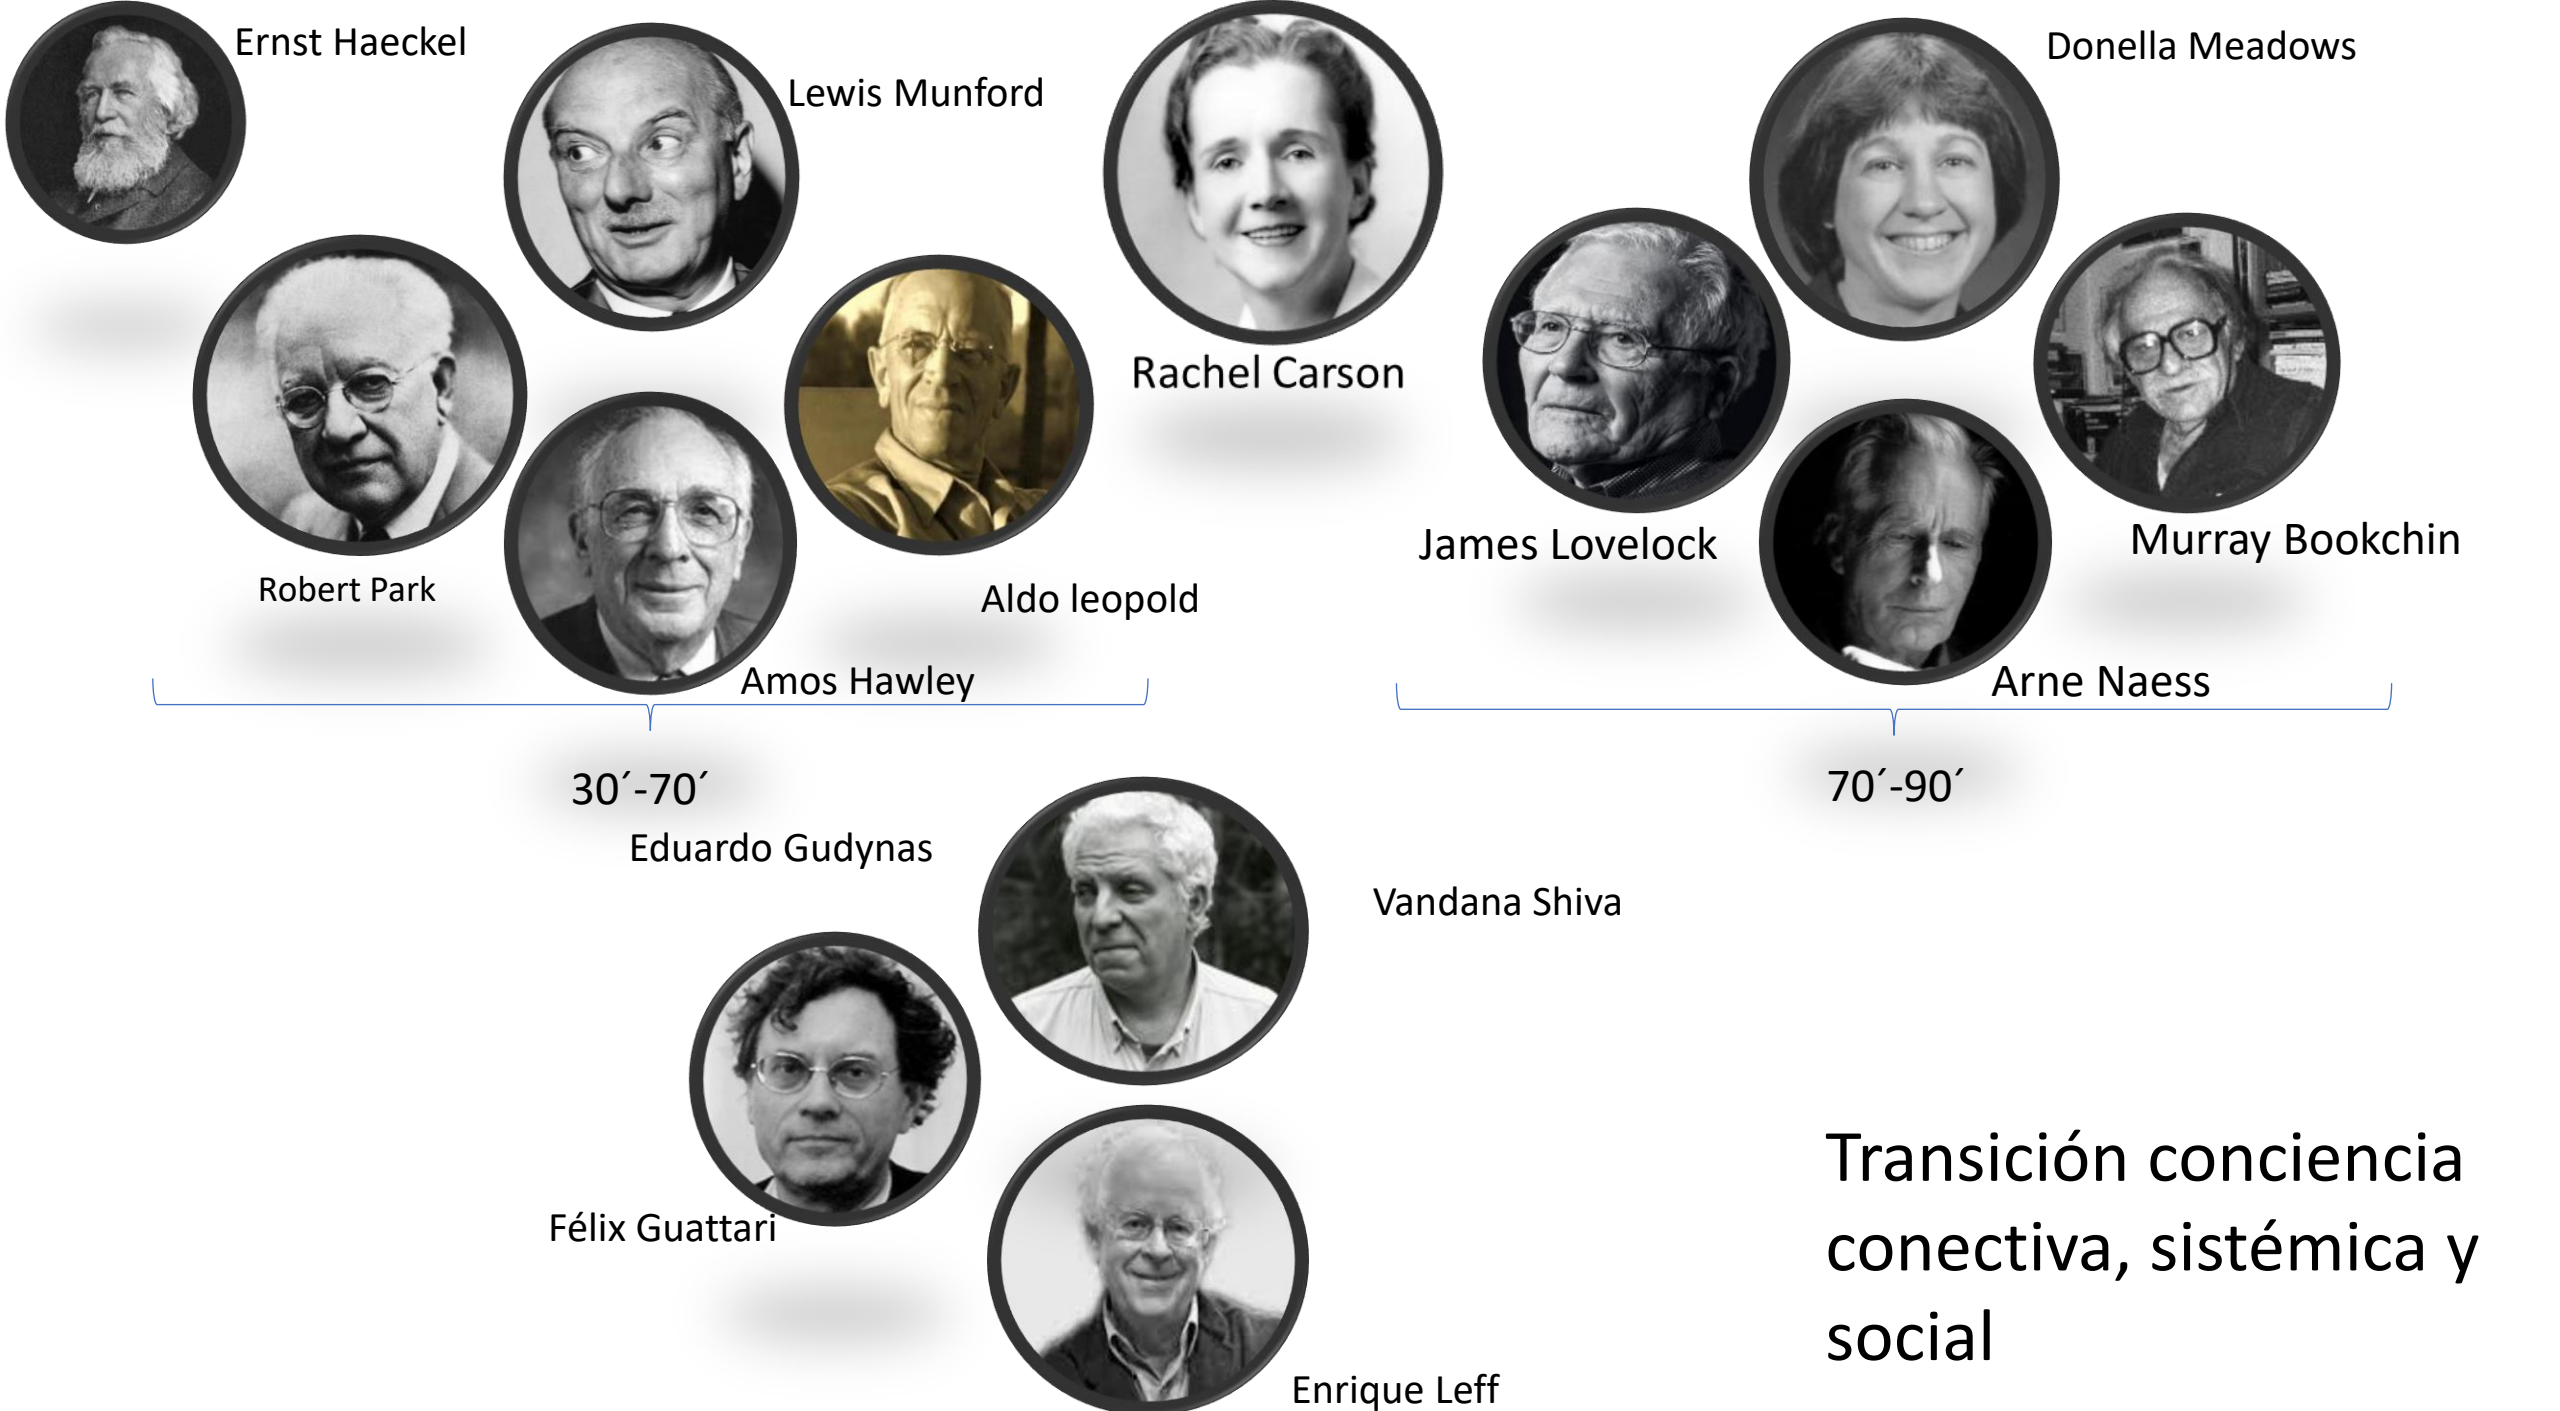 Ernst Haeckel
Lewis Munford
Donella Meadows
Rachel Carson
James Lovelock
Murray Bookchin
Robert Park
Aldo leopold
Amos Hawley
Arne Naess
30´-70´
70´-90´
Eduardo Gudynas
Vandana Shiva
Félix Guattari
Enrique Leff
Transición conciencia
conectiva, sistémica y
social